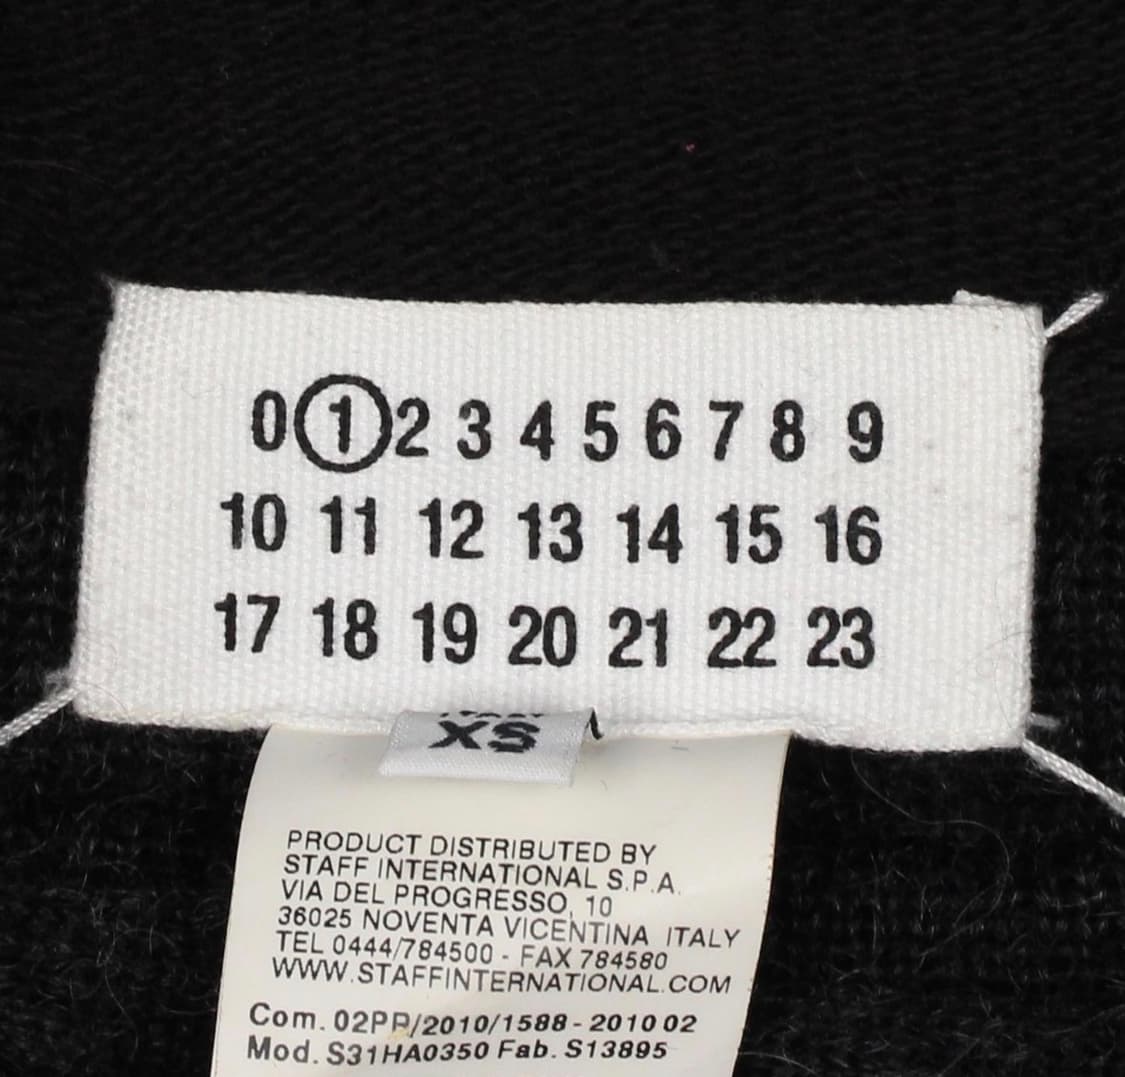 0 1 2 3 4 5 6 7 8 9
10 11 12 13 14 15 16
17 18 19 20 21 22 23
XS
PRODUCT DISTRIBUTED BY
STAFF INTERNATIONAL S.P.A.
VIA DEL PROGRESSO, 10
36025 NOVENTA VICENTINA ITALY
TEL 0444/784500 - FAX 784580
WWW.STAFFINTERNATIONAL.COM
Com. 02PP/2010/1588 - 2010 02
Mod. S31HA0350 Fab. S13895